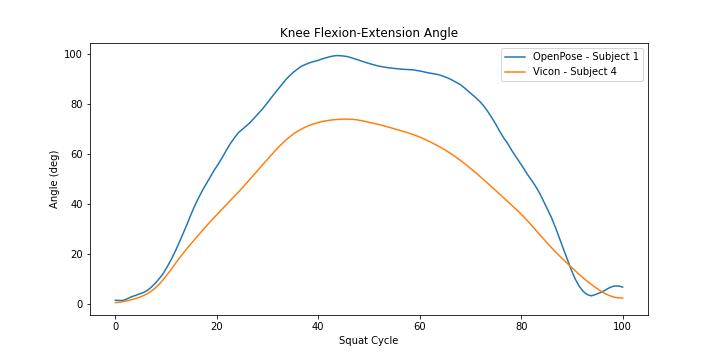 Knee Flexion-Extension Angle
OpenPose - Subject 1
Vicon - Subject 4
Angle (deg)
100
80
60
40
20
0
0 20 40 60 80 100
Squat Cycle